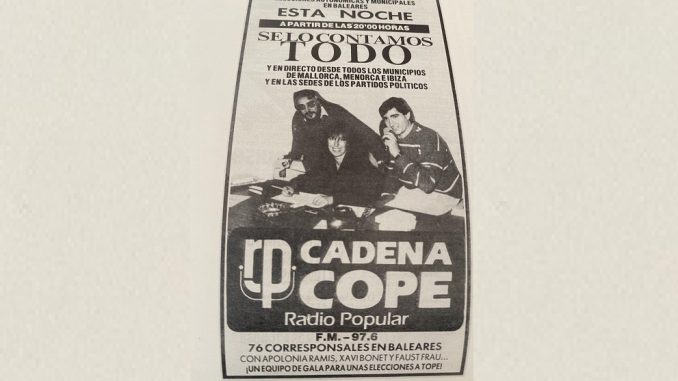 AUTONOMICAS Y MUNICIPALES
EN BALEARES
ESTA NOCHE
A PARTIR DE LAS 20'00 HORAS
SE LO CONTAMOS
TODO
Y EN DIRECTO DESDE TODOS LOS MUNICIPIOS
DE MALLORCA, MENORCA E IBIZA
Y EN LAS SEDES DE LOS PARTIDOS POLITICOS
rp CADENA
COPE
Radio Popular
F.M. – 97.6
76 CORRESPONSALES EN BALEARES
CON APOLONIA RAMIS, XAVI BONET Y FAUST FRAU...
¡UN EQUIPO DE GALA PARA UNAS ELECCIONES A TOPE!